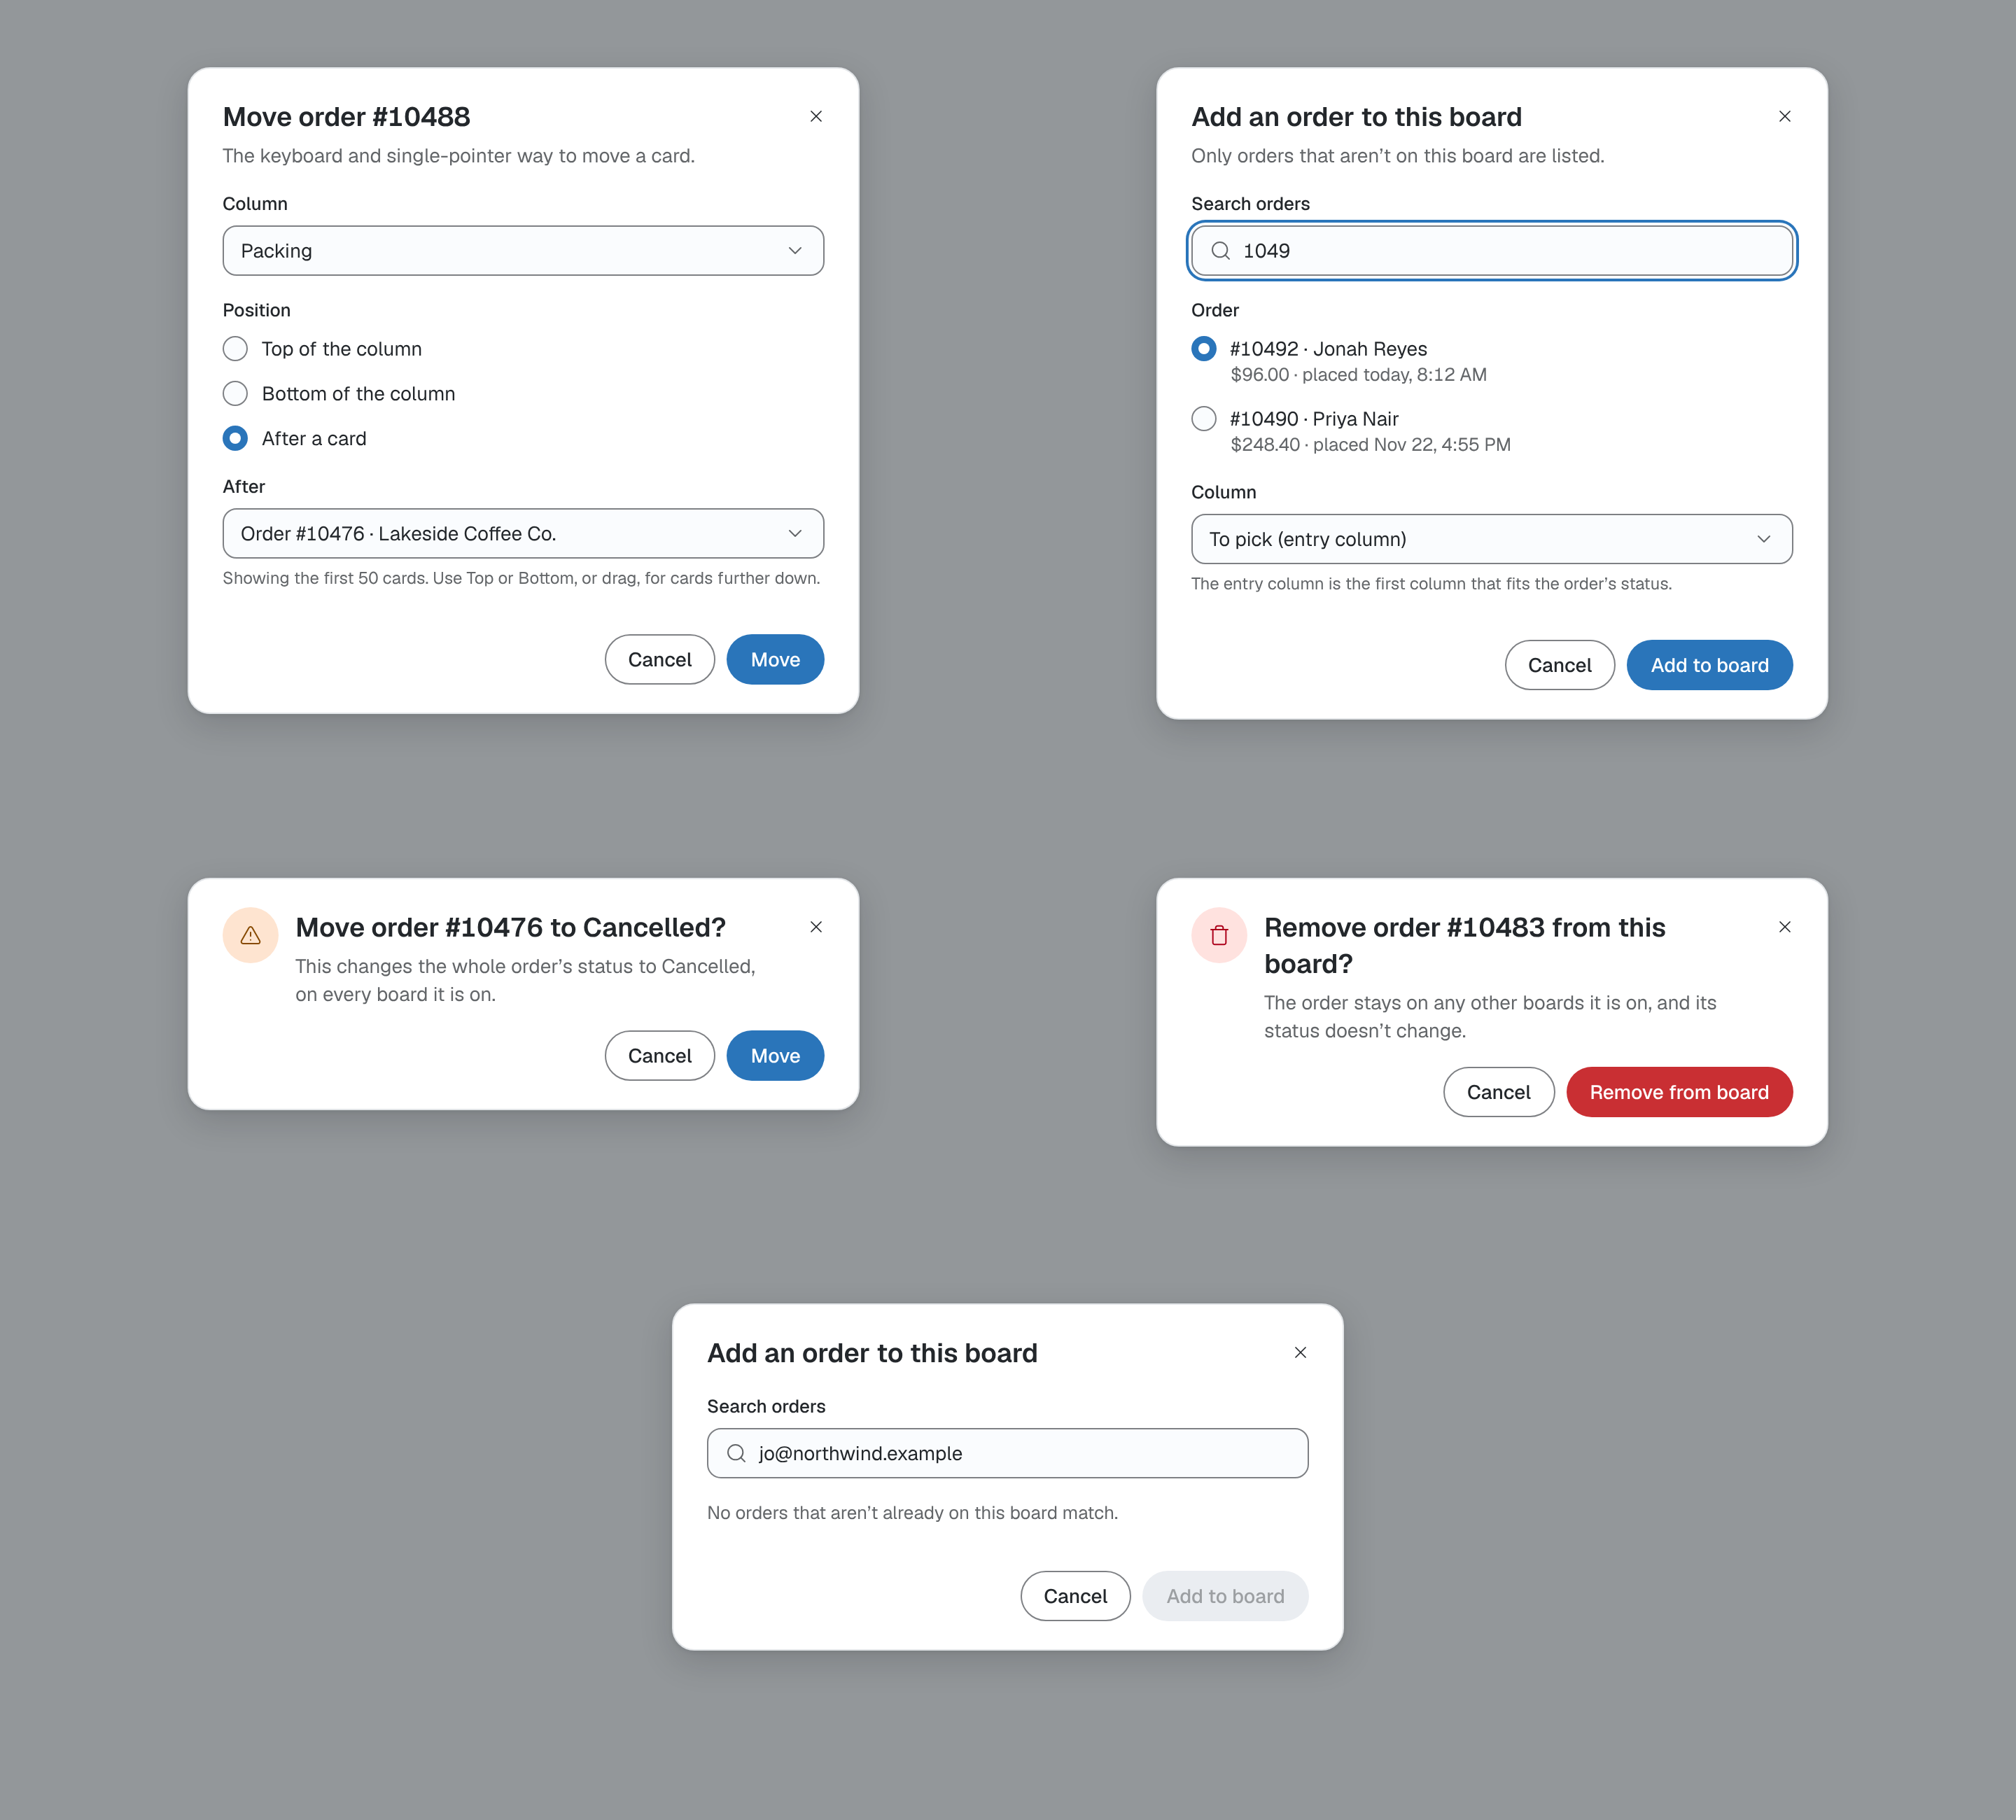 Move order #10488
The keyboard and single-pointer way to move a card.
Column
Packing
Position
Top of the column
Bottom of the column
After a card
After
Order #10476 · Lakeside Coffee Co.
Showing the first 50 cards. Use Top or Bottom, or drag, for cards further down.
Cancel
Move
Add an order to this board
Only orders that aren’t on this board are listed.
Search orders
1049
Order
#10492 · Jonah Reyes
$96.00 · placed today, 8:12 AM
#10490 · Priya Nair
$248.40 · placed Nov 22, 4:55 PM
Column
To pick (entry column)
The entry column is the first column that fits the order’s status.
Cancel
Add to board
Move order #10476 to Cancelled?
This changes the whole order’s status to Cancelled,
on every board it is on.
Cancel
Move
Remove order #10483 from this
board?
The order stays on any other boards it is on, and its
status doesn’t change.
Cancel
Remove from board
Add an order to this board
Search orders
jo@northwind.example
No orders that aren’t already on this board match.
Cancel
Add to board